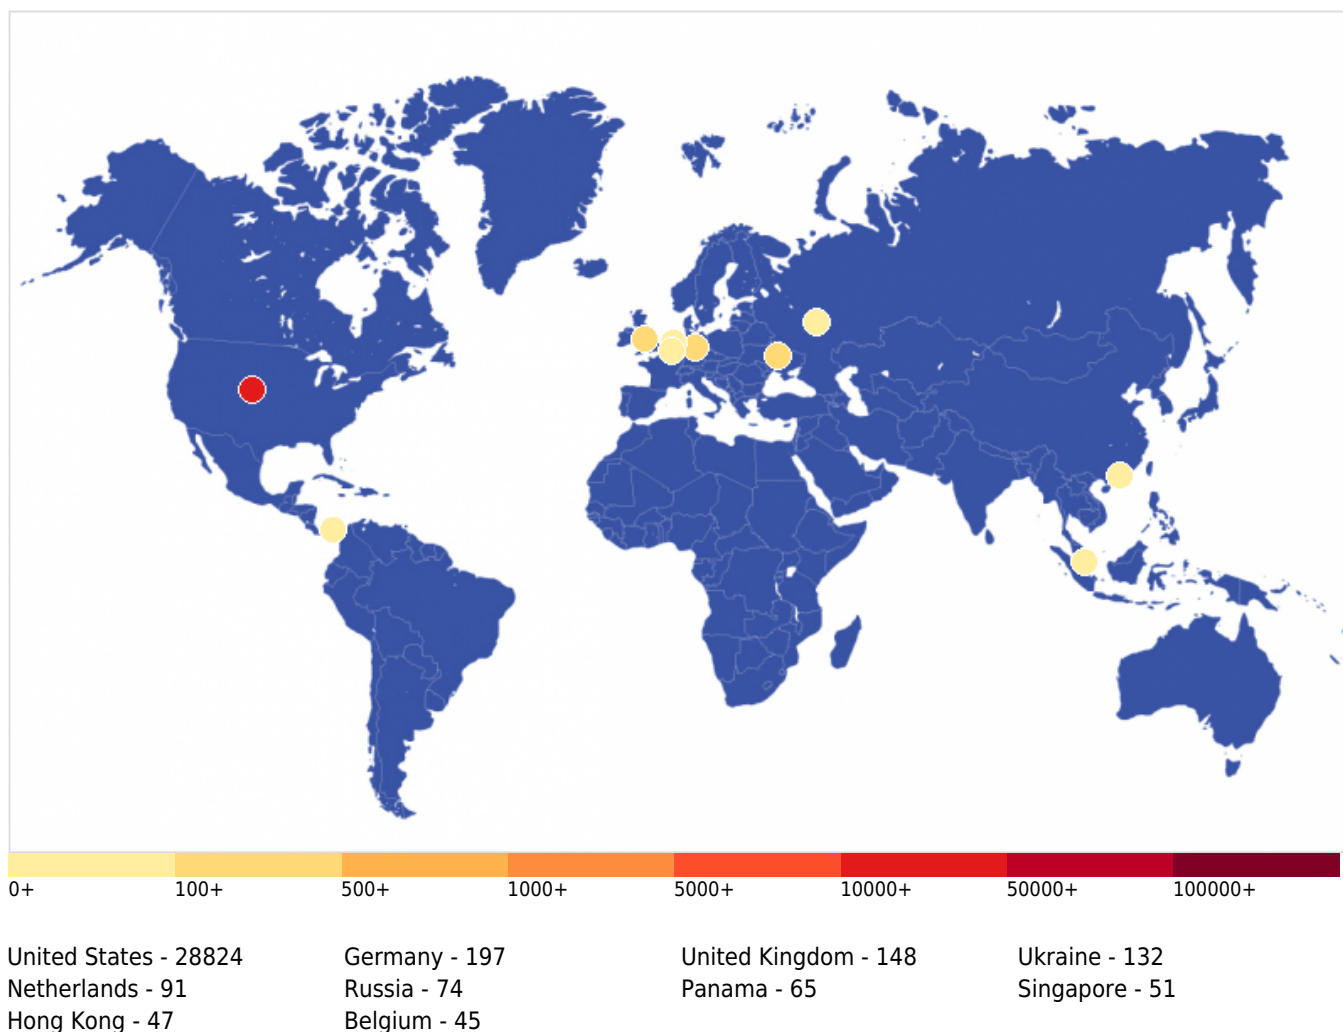 0+ 100+ 500+ 1000+ 5000+ 10000+ 50000+ 100000+
United States - 28824 Germany - 197 United Kingdom - 148 Ukraine - 132
Netherlands - 91 Russia - 74 Panama - 65 Singapore - 51
Hong Kong - 47 Belgium - 45